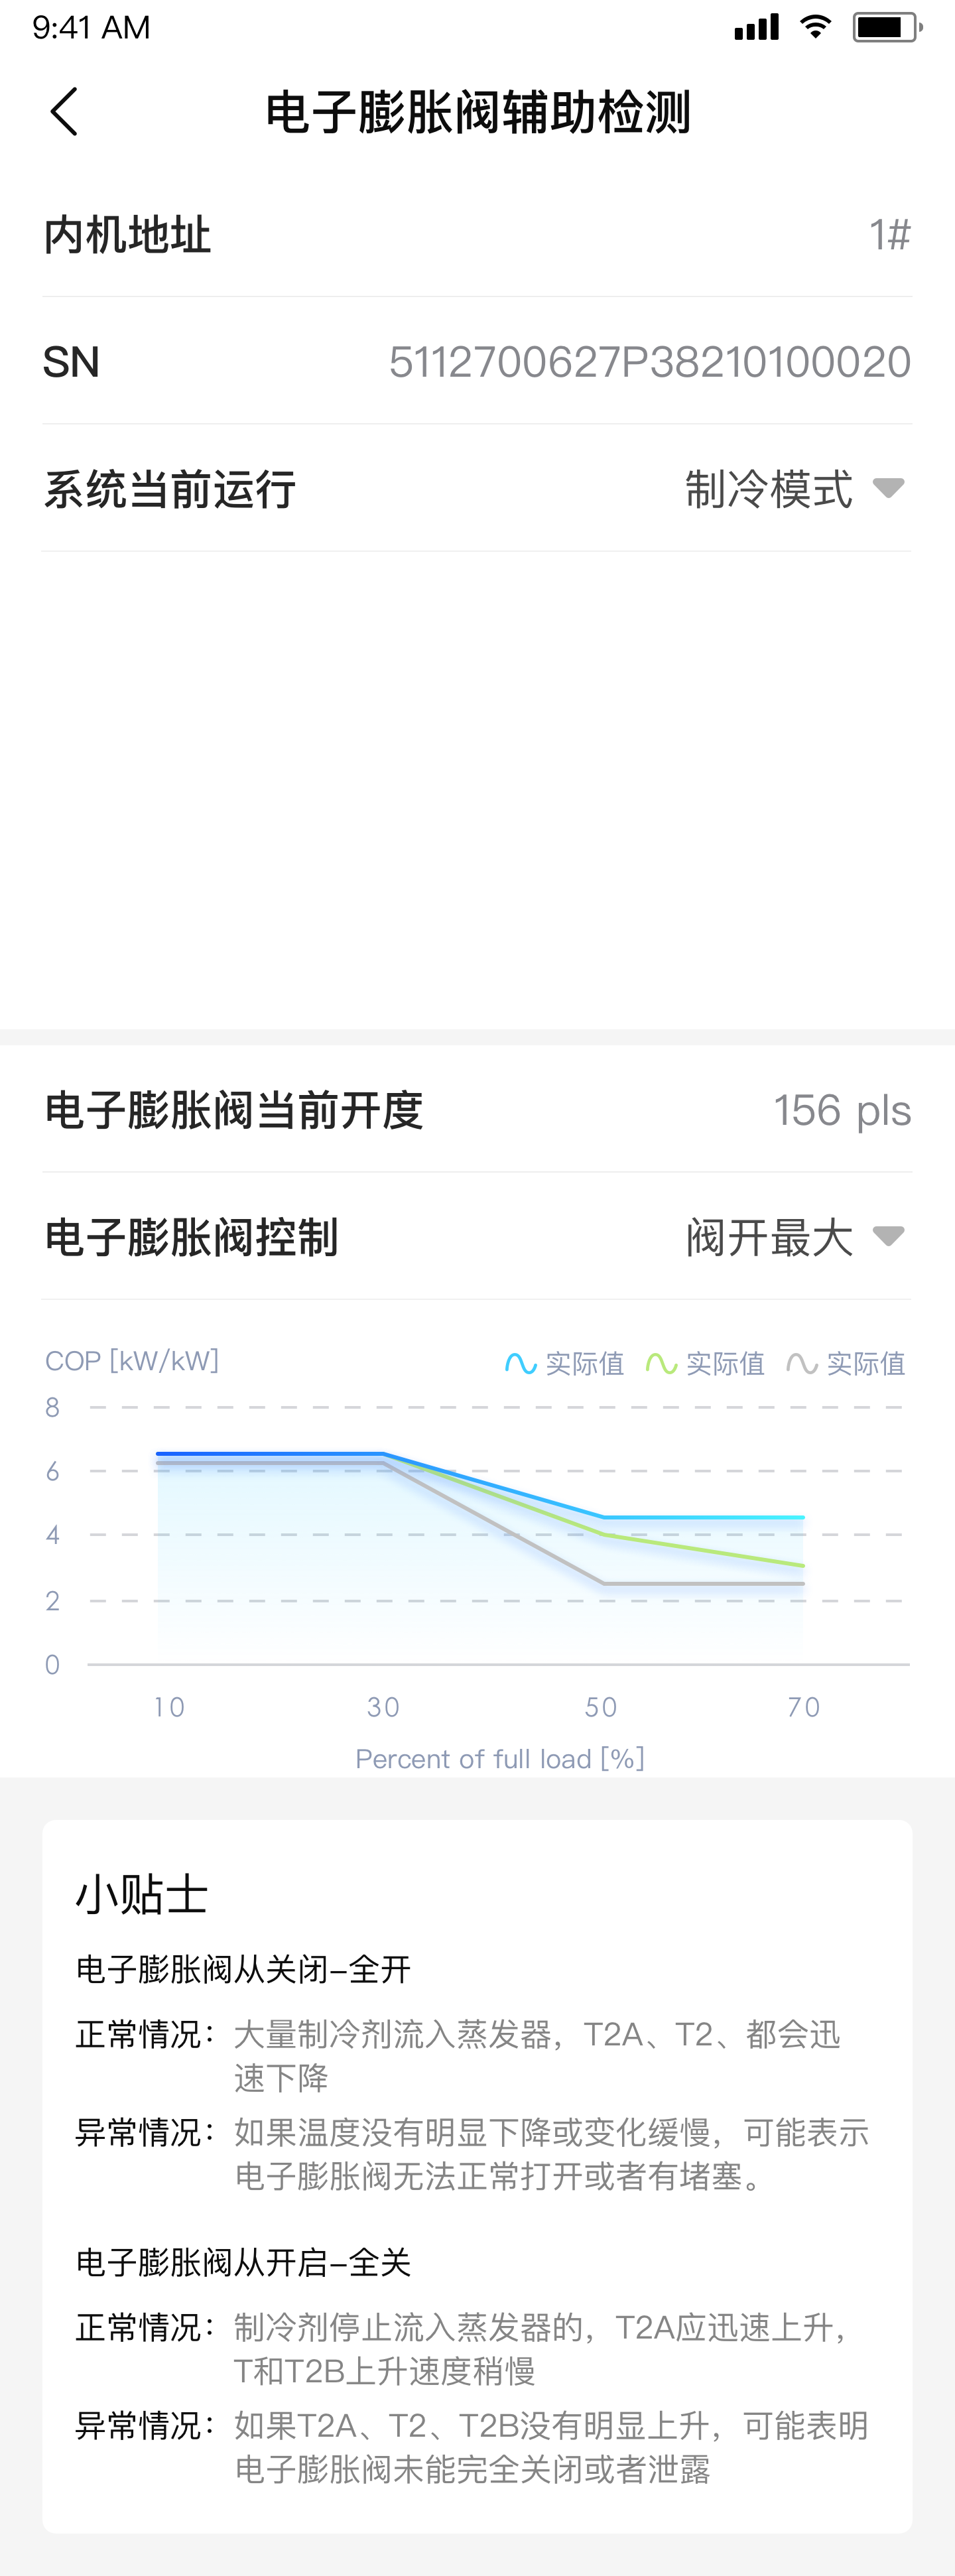 9:41 AM
电子膨胀阀辅助检测
内机地址 1#
SN 5112700627P38210100020
系统当前运行 制冷模式
电子膨胀阀当前开度 156 pls
电子膨胀阀控制 阀开最大
COP [kW/kW] 实际值 实际值 实际值
8
6
4
2
0
10 30 50 70
Percent of full load [%]
小贴士
电子膨胀阀从关闭-全开
正常情况：大量制冷剂流入蒸发器，T2A、T2、都会迅
速下降
异常情况：如果温度没有明显下降或变化缓慢，可能表示
电子膨胀阀无法正常打开或者有堵塞。
电子膨胀阀从开启-全关
正常情况：制冷剂停止流入蒸发器的，T2A应迅速上升，
T和T2B上升速度稍慢
异常情况：如果T2A、T2、T2B没有明显上升，可能表明
电子膨胀阀未能完全关闭或者泄露